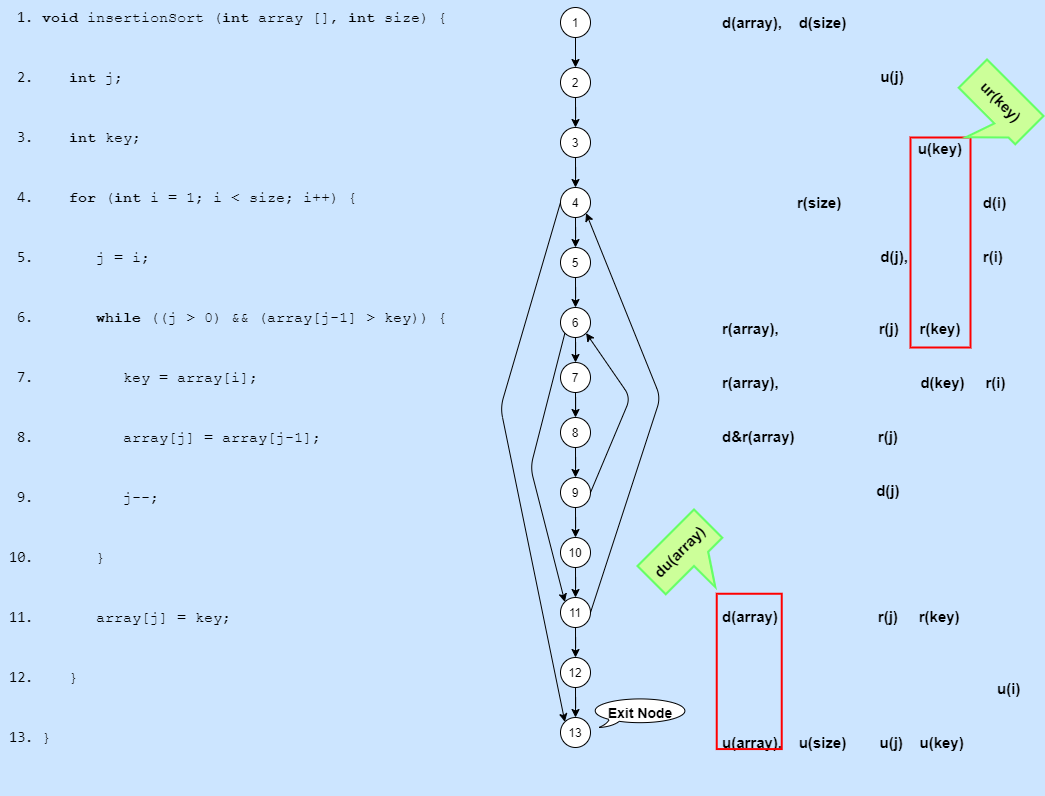 1. void insertionSort (int array [], int size) { 1 d(array), d(size)
2. int j; 2 u(j)
ur(key)
3. int key; 3 u(key)
4. for (int i = 1; i < size; i++) { 4 r(size) d(i)
5. j = i; 5 d(j), r(i)
6. while ((j > 0) && (array[j-1] > key)) { 6 r(array), r(j) r(key)
7. key = array[i]; 7 r(array), d(key) r(i)
8. array[j] = array[j-1]; 8 d&r(array) r(j)
9. j--; 9 d(j)
10. } 10
du(array)
11. array[j] = key; 11 d(array) r(j) r(key)
12. } 12 u(i)
Exit Node
13. } 13 u(array), u(size) u(j) u(key)